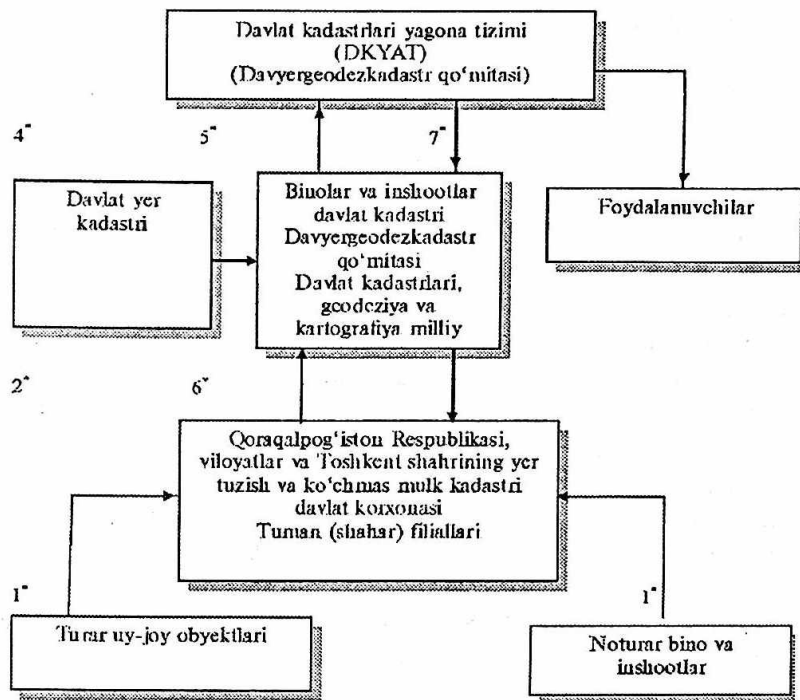 Davlat kadastrlari yagona tizimi
(DKYAT)
(Davyergeodezkadastr qo‘mitasi)
4*
5*
7*
Davlat yer
kadastri
Binolar va inshootlar
davlat kadastri
Davyergeodezkadastr
qo‘mitasi
Davlat kadastrlari,
geodeziya va
kartografiya milliy
Foydalanuvchilar
2*
6*
Qoraqalpog‘iston Respublikasi,
viloyatlar va Toshkent shahrining yer
tuzish va ko‘chmas mulk kadastri
davlat korxonasi
Tuman (shahar) filiallari
1*
1*
Turar uy-joy obyektlari
Noturar bino va
inshootlar